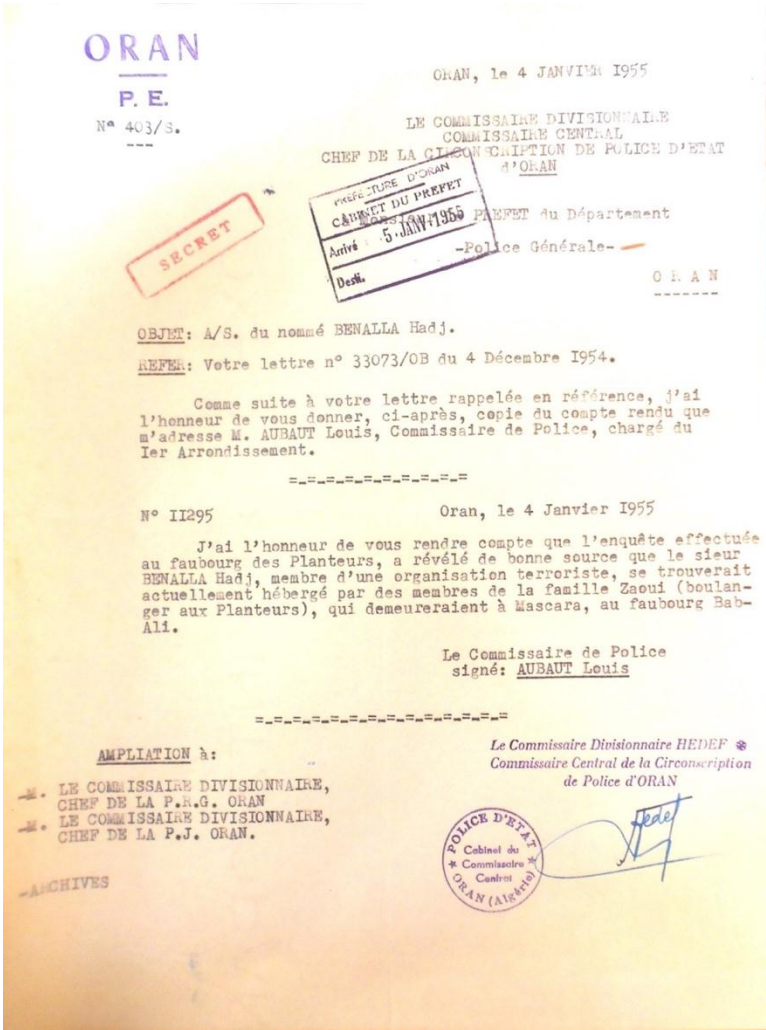 ORAN
P. E.
N° 403/S.
ORAN, le 4 JANVIER I955
LE COMMISSAIRE DIVISIONNAIRE
COMMISSAIRE CENTRAL
CHEF DE LA CIRCONSCRIPTION DE POLICE D'ETAT
d'ORAN
SECRET
PREFECTURE D'ORAN
CABINET DU PREFET
Arrivé 5 JANV 1955
Desti.
à Monsieur PREFET du Département
-Police Générale-
O R A N
OBJET: A/S. du nommé BENALLA Hadj.
REFER: Votre lettre n° 33073/OB du 4 Décembre I954.
Comme suite à votre lettre rappelée en référence, j'ai
l'honneur de vous donner, ci-après, copie du compte rendu que
m'adresse M. AUBAUT Louis, Commissaire de Police, chargé du
Ier Arrondissement.
=_=_=_=_=_=_=_=_=_=
N° II295 Oran, le 4 Janvier I955
J'ai l'honneur de vous rendre compte que l'enquête effectuée
au faubourg des Planteurs, a révélé de bonne source que le sieur
BENALLA Hadj, membre d'une organisation terroriste, se trouverait
actuellement hébergé par des membres de la famille Zaoui (boulan-
ger aux Planteurs), qui demeureraient à Mascara, au faubourg Bab-
Ali.
Le Commissaire de Police
signé: AUBAUT Louis
=_=_=_=_=_=_=_=_=_=_=_=_=_=
AMPLIATION à:
-M. LE COMMISSAIRE DIVISIONNAIRE,
CHEF DE LA P.R.G. ORAN
-M. LE COMMISSAIRE DIVISIONNAIRE,
CHEF DE LA P.J. ORAN.
-ARCHIVES
Le Commissaire Divisionnaire HEDEF
Commissaire Central de la Circonscription
de Police d'ORAN
Hedef
POLICE D'ETAT
Cabinet du
Commissaire
Central
ORAN (Algérie)